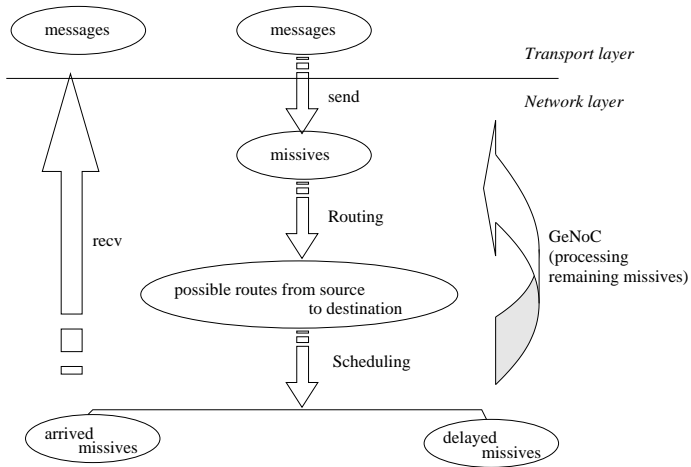 messages
messages
Transport layer
send
Network layer
missives
Routing
recv
GeNoC
(processing
remaining missives)
possible routes from source
to destination
Scheduling
arrived
missives
delayed
missives